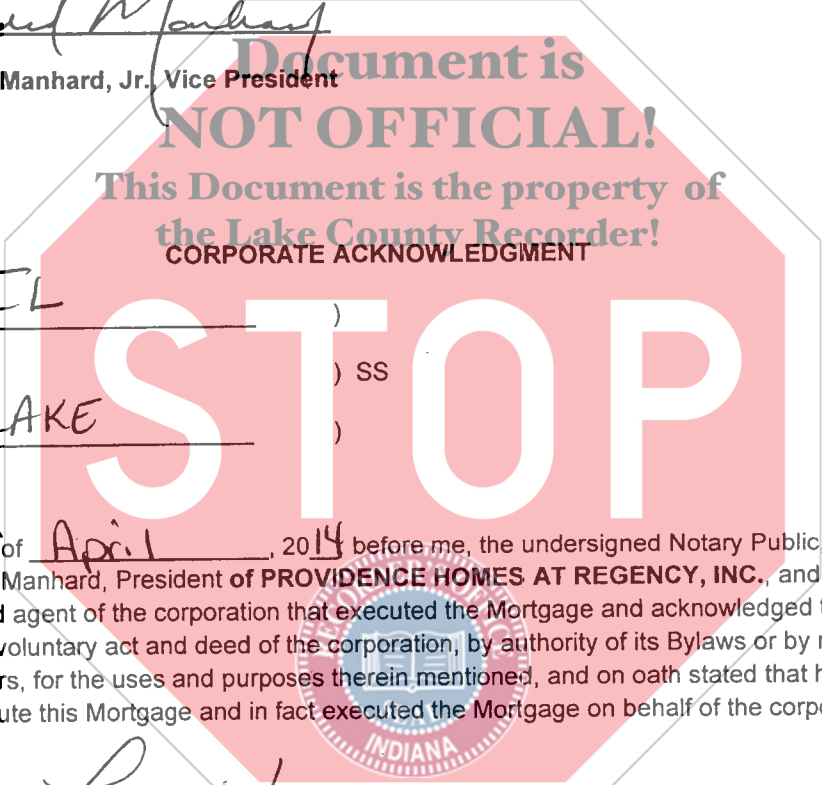 Manhard, Jr., Vice President
Document is
NOT OFFICIAL!
This Document is the property of
the Lake County Recorder!
CORPORATE ACKNOWLEDGMENT
)
) SS
AKE )
STOP
of April, 2014 before me, the undersigned Notary Public,
Manhard, President of PROVIDENCE HOMES AT REGENCY, INC., and
agent of the corporation that executed the Mortgage and acknowledged
voluntary act and deed of the corporation, by authority of its Bylaws or by
rs, for the uses and purposes therein mentioned, and on oath stated that
ute this Mortgage and in fact executed the Mortgage on behalf of the corp
INDIANA